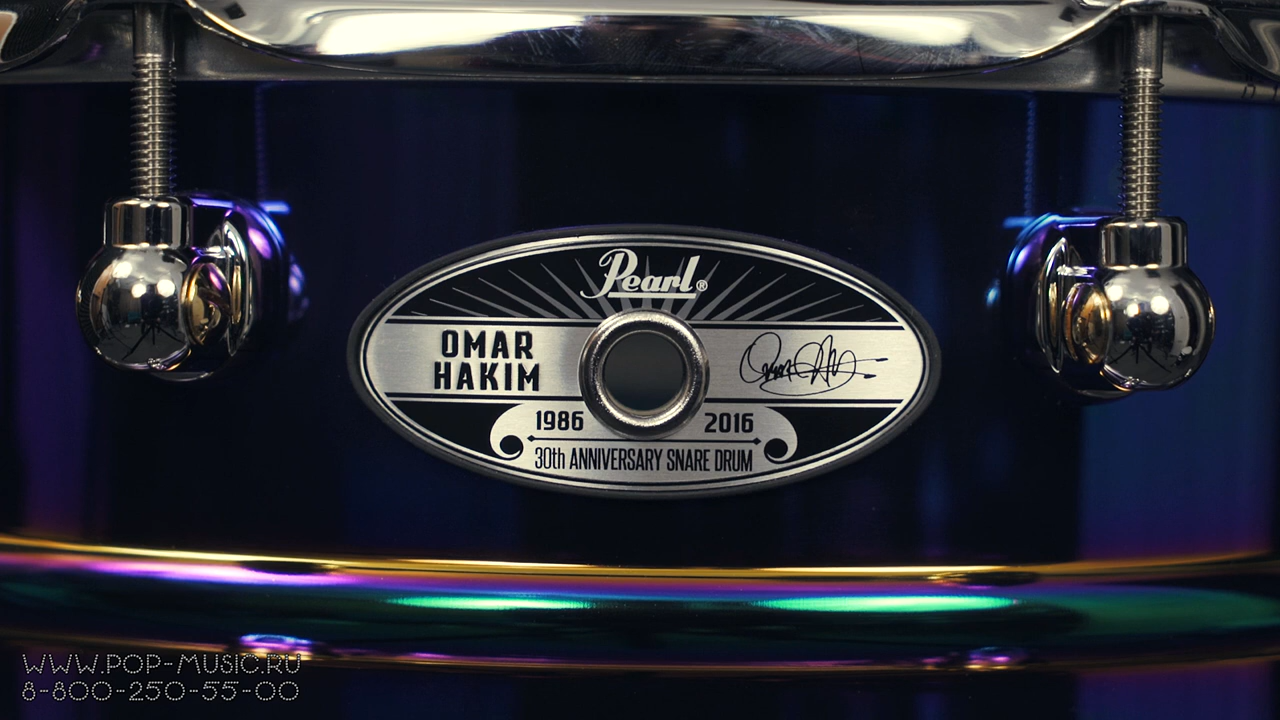 Pearl®
OMAR
HAKIM
1986 2016
30th ANNIVERSARY SNARE DRUM
WWW.POP-MUSIC.RU
8-800-250-55-00